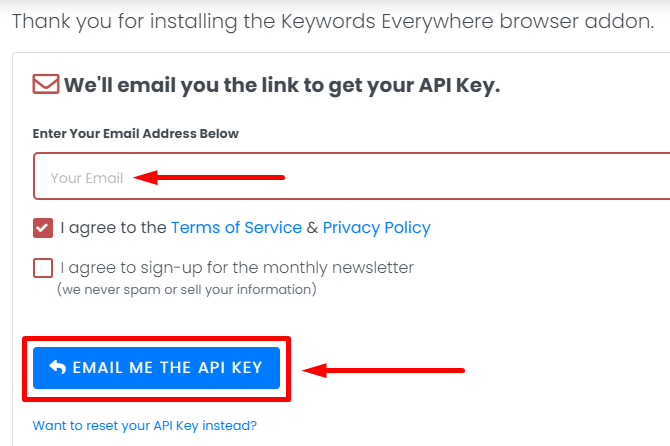 Thank you for installing the Keywords Everywhere browser addon.
We'll email you the link to get your API Key.
Enter Your Email Address Below
Your Email
I agree to the Terms of Service & Privacy Policy
I agree to sign-up for the monthly newsletter
(we never spam or sell your information)
EMAIL ME THE API KEY
Want to reset your API Key instead?